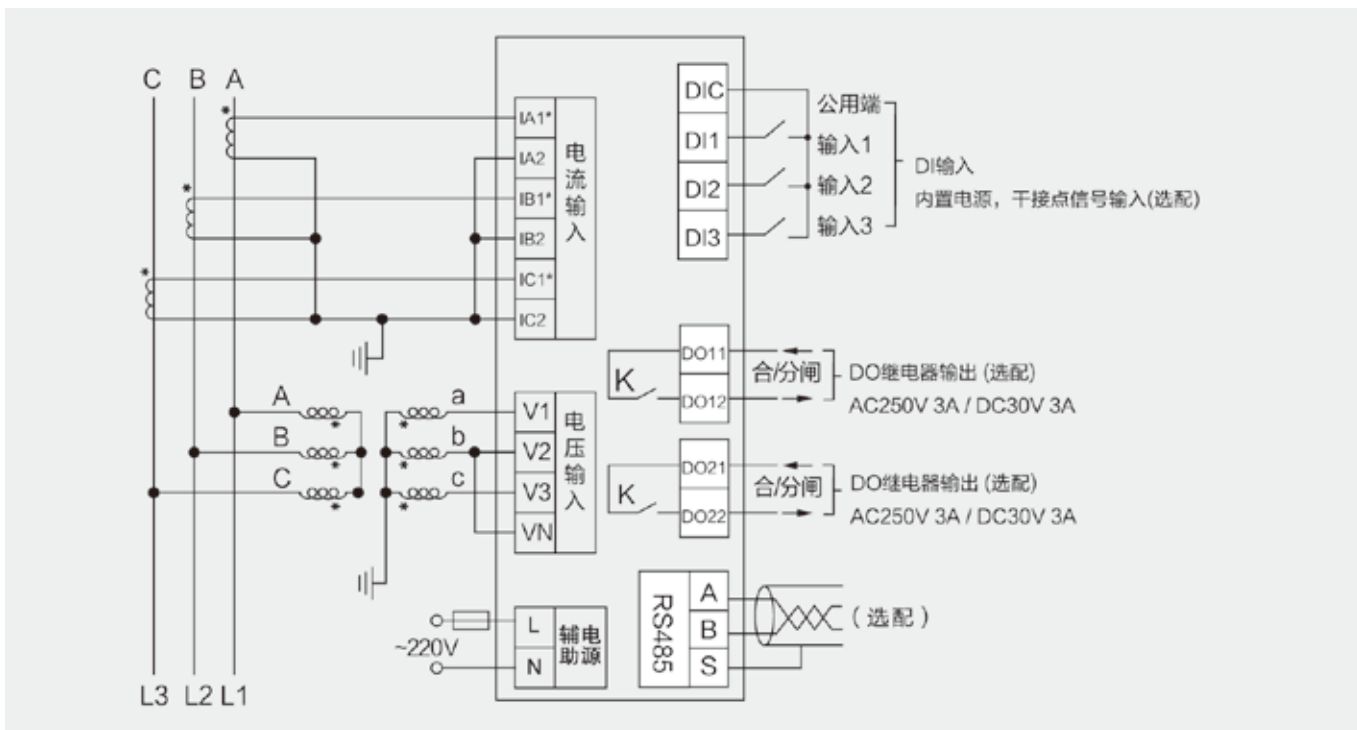 C B A
* IA1*
IA2
* IB1*
IB2
* IC1*
IC2
电流输入
DIC
DI1
DI2
DI3
公用端
输入1
输入2
输入3
DI输入
内置电源，干接点信号输入(选配)
K
DO11
DO12
合/分闸
DO继电器输出 (选配)
AC250V 3A / DC30V 3A
A a V1
* *
B b V2
* *
C c V3
* *
VN
电压输入
K
DO21
DO22
合/分闸
DO继电器输出 (选配)
AC250V 3A / DC30V 3A
~220V
L
N
辅助电源
RS485
A
B
S
(选配)
L3 L2 L1